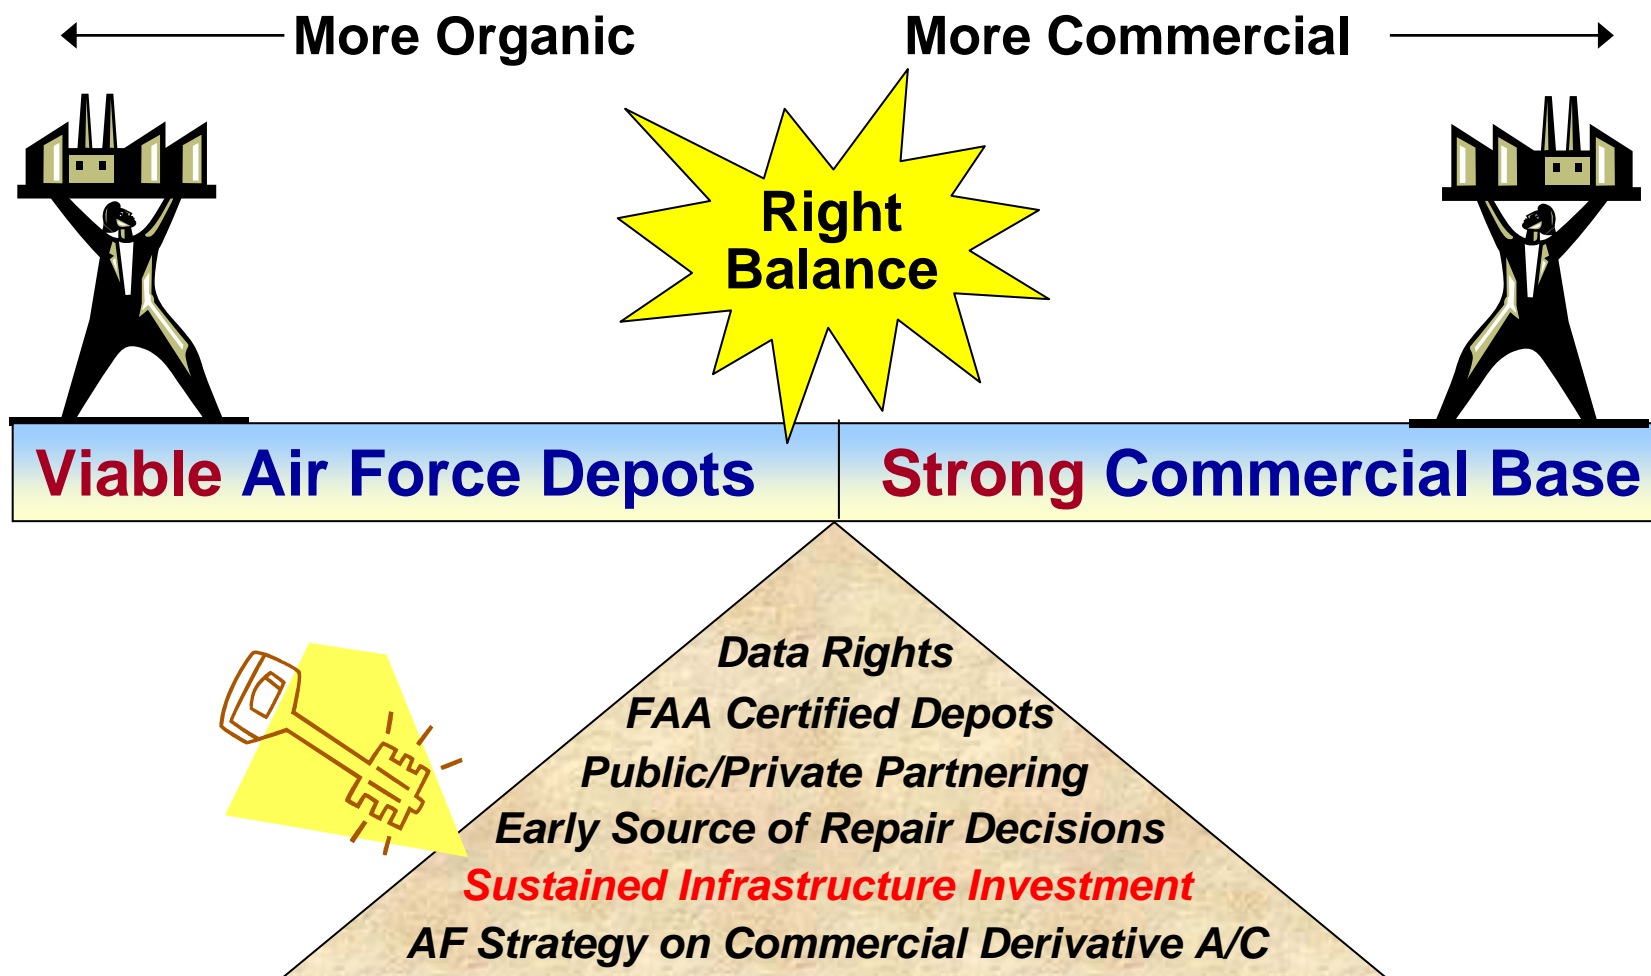 More Organic
More Commercial
Right
Balance
Viable Air Force Depots
Strong Commercial Base
Data Rights
FAA Certified Depots
Public/Private Partnering
Early Source of Repair Decisions
Sustained Infrastructure Investment
AF Strategy on Commercial Derivative A/C